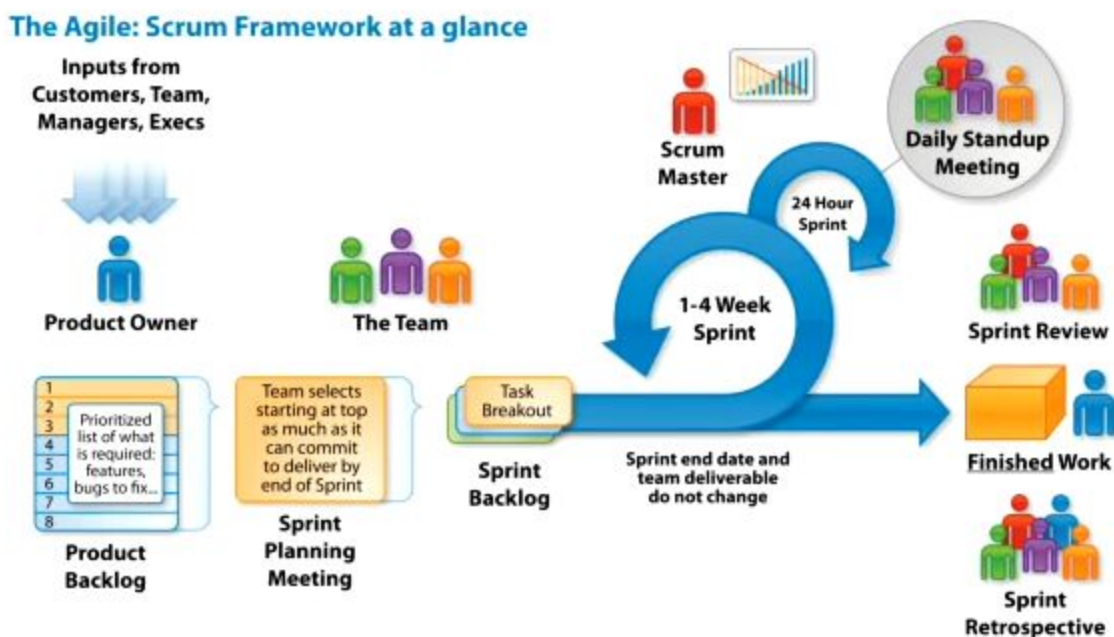 The Agile: Scrum Framework at a glance
Inputs from
Customers, Team,
Managers, Execs
Product Owner
The Team
Scrum
Master
Daily Standup
Meeting
24 Hour
Sprint
1-4 Week
Sprint
Sprint Review
1
2
3
4
5
6
7
8
Prioritized
list of what
is required:
features,
bugs to fix...
Product
Backlog
Team selects
starting at top
as much as it
can commit
to deliver by
end of Sprint
Sprint
Planning
Meeting
Task
Breakout
Sprint
Backlog
Sprint end date and
team deliverable
do not change
Finished Work
Sprint
Retrospective